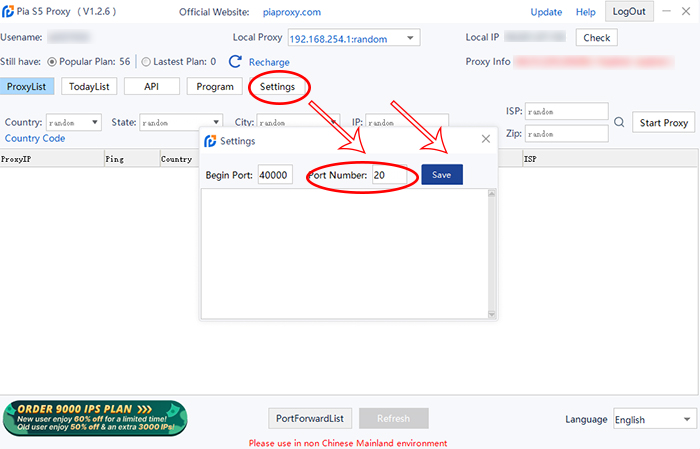 Pia S5 Proxy ( V1.2.6 )
Official Website: piaproxy.com
Update Help LogOut
Usename:
Local Proxy 192.168.254.1:random
Local IP
Check
Still have: Popular Plan: 56 Lastest Plan: 0 Recharge
Proxy Info
ProxyList TodayList API Program Settings
Country: random State: random City: random IP: random
ISP: random
Zip: random
Start Proxy
Country Code
ProxyIP Ping Country ISP
Settings
Begin Port: 40000 Port Number: 20 Save
ORDER 9000 IPS PLAN >>>
New user enjoy 60% off for a limited time!
Old user enjoy 50% off & an extra 3000 IPs!
PortForwardList Refresh
Language English
Please use in non Chinese Mainland environment